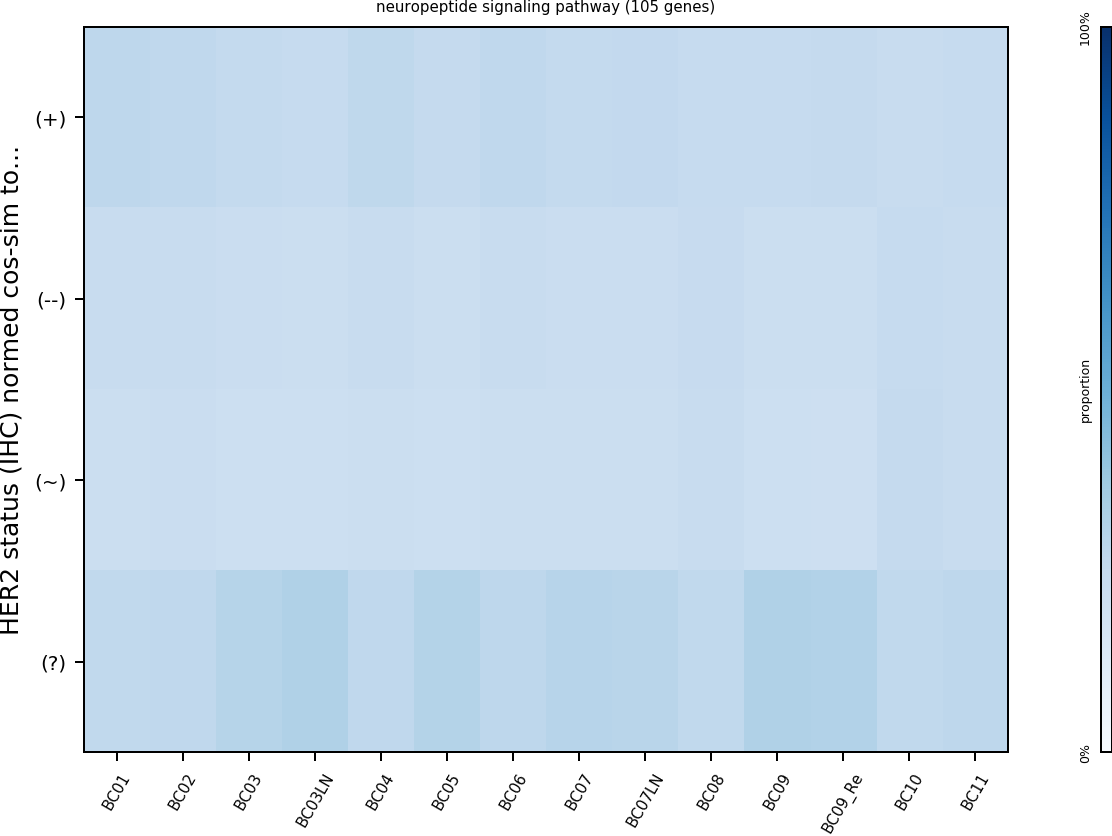 neuropeptide signaling pathway (105 genes)
HER2 status (IHC) normed cos-sim to...
(+)
(--)
(~)
(?)
BC01
BC02
BC03
BC03LN
BC04
BC05
BC06
BC07
BC07LN
BC08
BC09
BC09_Re
BC10
BC11
100%
proportion
0%